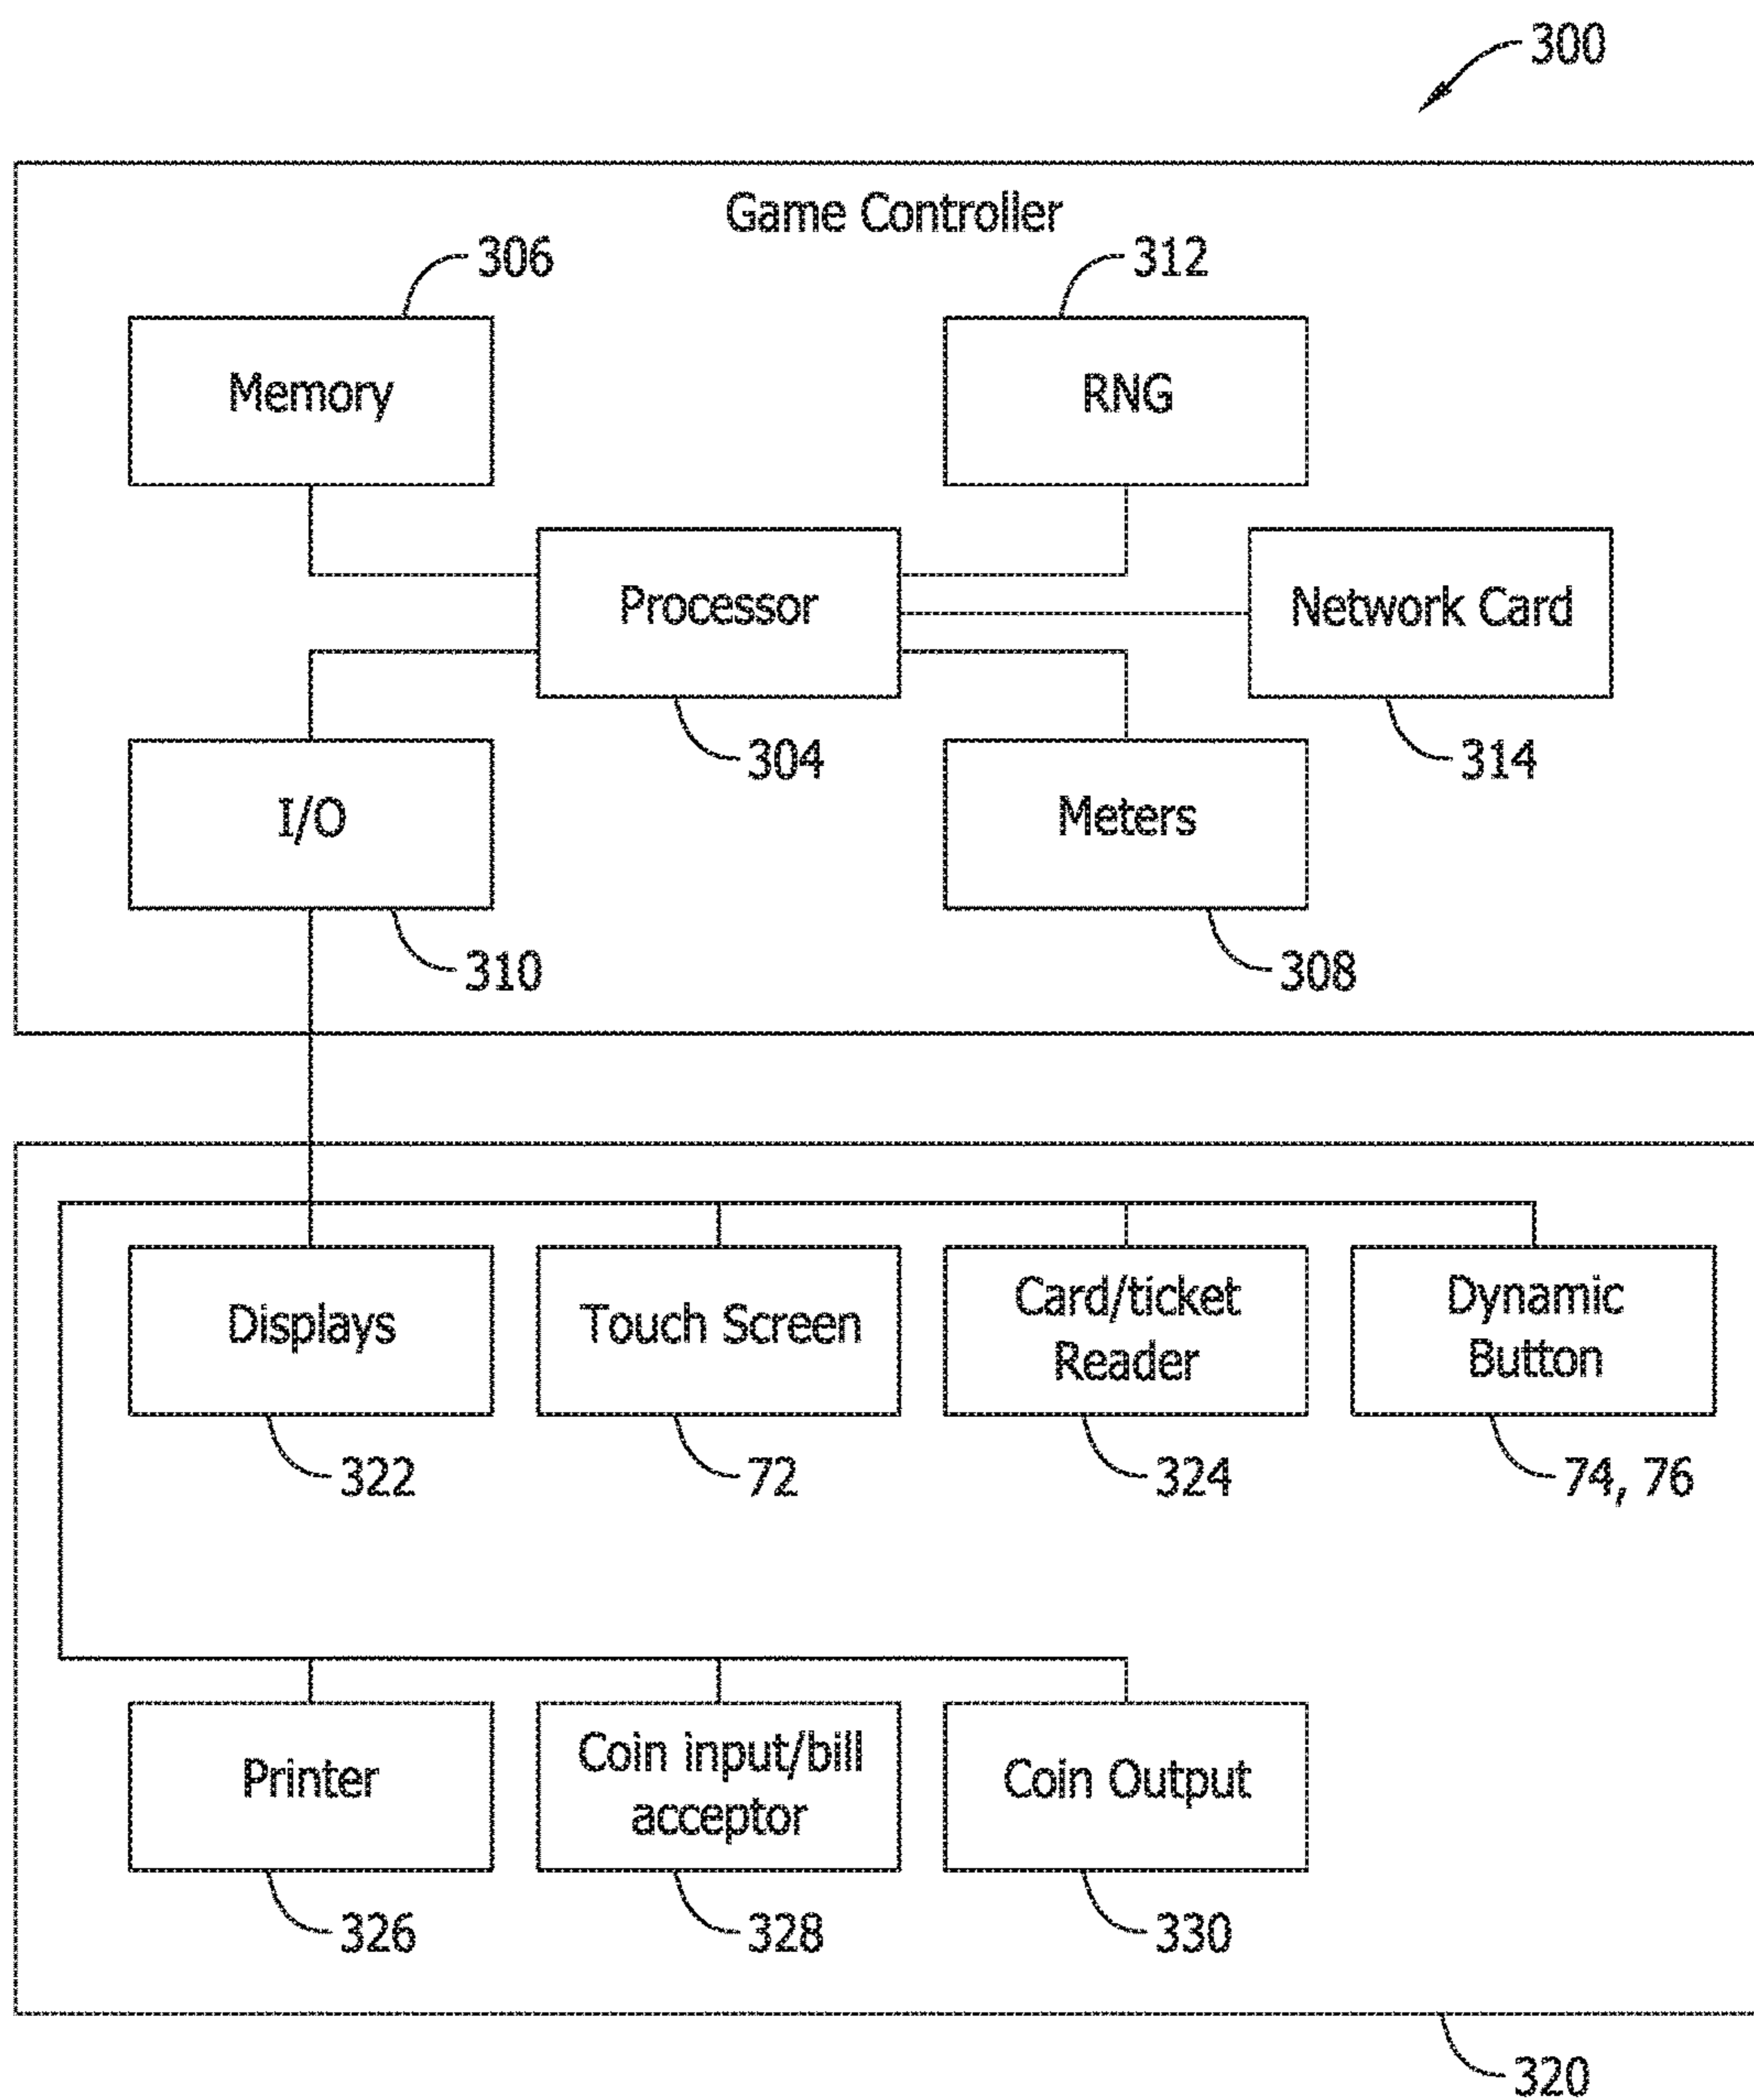 300
Game Controller
306
312
Memory
RNG
Processor
Network Card
304
314
I/O
Meters
310
308
Displays
Touch Screen
Card/ticket
Reader
Dynamic
Button
322
72
324
74, 76
Printer
Coin input/bill
acceptor
Coin Output
326
328
330
320